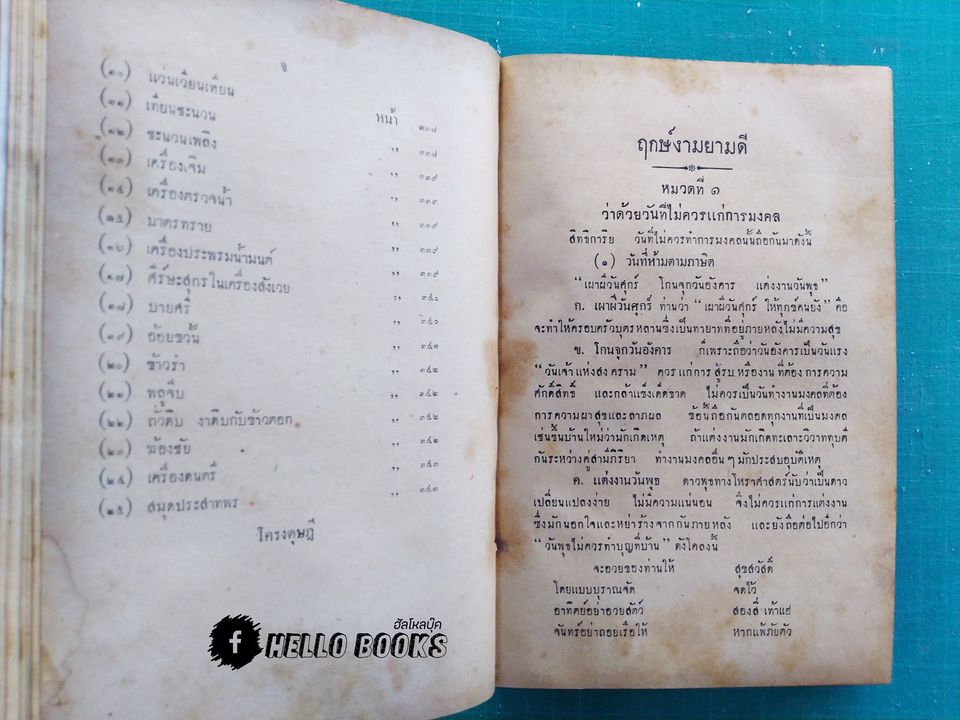 จ
หน้า
(๑๐) แว่นเวียนเทียน ๓๓๘
(๑๑) เทียนชะนวน ,, ๓๓๘
(๑๒) ชะนวนเพลิง ,, ๓๓๙
(๑๓) เครื่องเจิม ,, ๓๓๙
(๑๔) เครื่องตรวจน้ำ ,, ๓๓๙
(๑๕) บาตรทราย ,, ๓๓๙
(๑๖) เครื่องประพรมน้ำมนต์ ,, ๓๓๙
(๑๗) ศีร์ษะสุกรในเครื่องสังเวย ,, ๓๔๐
(๑๘) บายศรี ,, ๓๔๑
(๑๙) อ้อยขวั้น ,, ๓๔๑
(๒๐) ข้าวรำ ,, ๓๔๒
(๒๑) พลูจีบ ,, ๓๔๒
(๒๒) ถั่วดิบ งาดิบกับข้าวตอก ,, ๓๔๒
(๒๓) ฆ้องชัย ,, ๓๔๒
(๒๔) เครื่องดนตรี ,, ๓๔๓
(๒๕) สมุดประสาทพร ,, ๓๔๓
โครงดุษฎี
ฮัลโหลบุ๊ค
f HELLO BOOKS
ฤกษ์งามยามดี
หมวดที่ ๑
ว่าด้วยวันที่ไม่ควรแก่การมงคล
สิทธิการิย วันที่ไม่ควรทำการมงคลนั้นถือกันมาดังนี้
(๑) วันที่ห้ามตามภาษิต
“เผาผีวันศุกร์ โกนจุกวันอังคาร แต่งงานวันพุธ”
ก. เผาผีวันศุกร์ ท่านว่า “เผาผีวันศุกร์ ให้ทุกข์คนยัง” คือ
จะทำให้ครอบครัวบุตรหลานซึ่งเป็นทายาทที่อยู่ภายหลังไม่มีความสุข
ข. โกนจุกวันอังคาร ก็เพราะถือว่าวันอังคารเป็นวันแรง
“วันเจ้าแห่งสงคราม” ควรแก่การสู้รบ หรืองานที่ต้องการความ
ศักดิ์สิทธิ์ และกล้าแข็งเด็ดขาด ไม่ควรเป็นวันทำงานมงคลที่ต้อง
การความผาสุขและลาภผล ข้อนี้ถือกันตลอดทุกงานที่เป็นมงคล
เช่นขึ้นบ้านใหม่ว่ามักเกิดเหตุ ถ้าแต่งงานมักเกิดทะเลาะวิวาททุบตี
กันระหว่างคู่สามีภิริยา ทำงานมงคลอื่น ๆ มักประสบอุบัติเหตุ
ค. แต่งงานวันพุธ ดาวพุธทางโหราศาสตร์นับว่าเป็นดาว
เปลี่ยนแปลงง่าย ไม่มีความแน่นอน จึงไม่ควรแก่การแต่งงาน
ซึ่งมักนอกใจและหย่าร้างจากกันภายหลัง และยังถือต่อไปอีกว่า
“วันพุธไม่ควรทำบุญที่บ้าน” ดังโคลงนี้
จะอวยของท่านให้ สุขสวัสดิ์
โดยแบบบุราณจัด จดไว้
อาทิตย์อย่าอวยสัตว์ สองสี่ เท้าแฮ
จันทร์อย่าถอยเรือให้ หากแพ้ภัยตัว